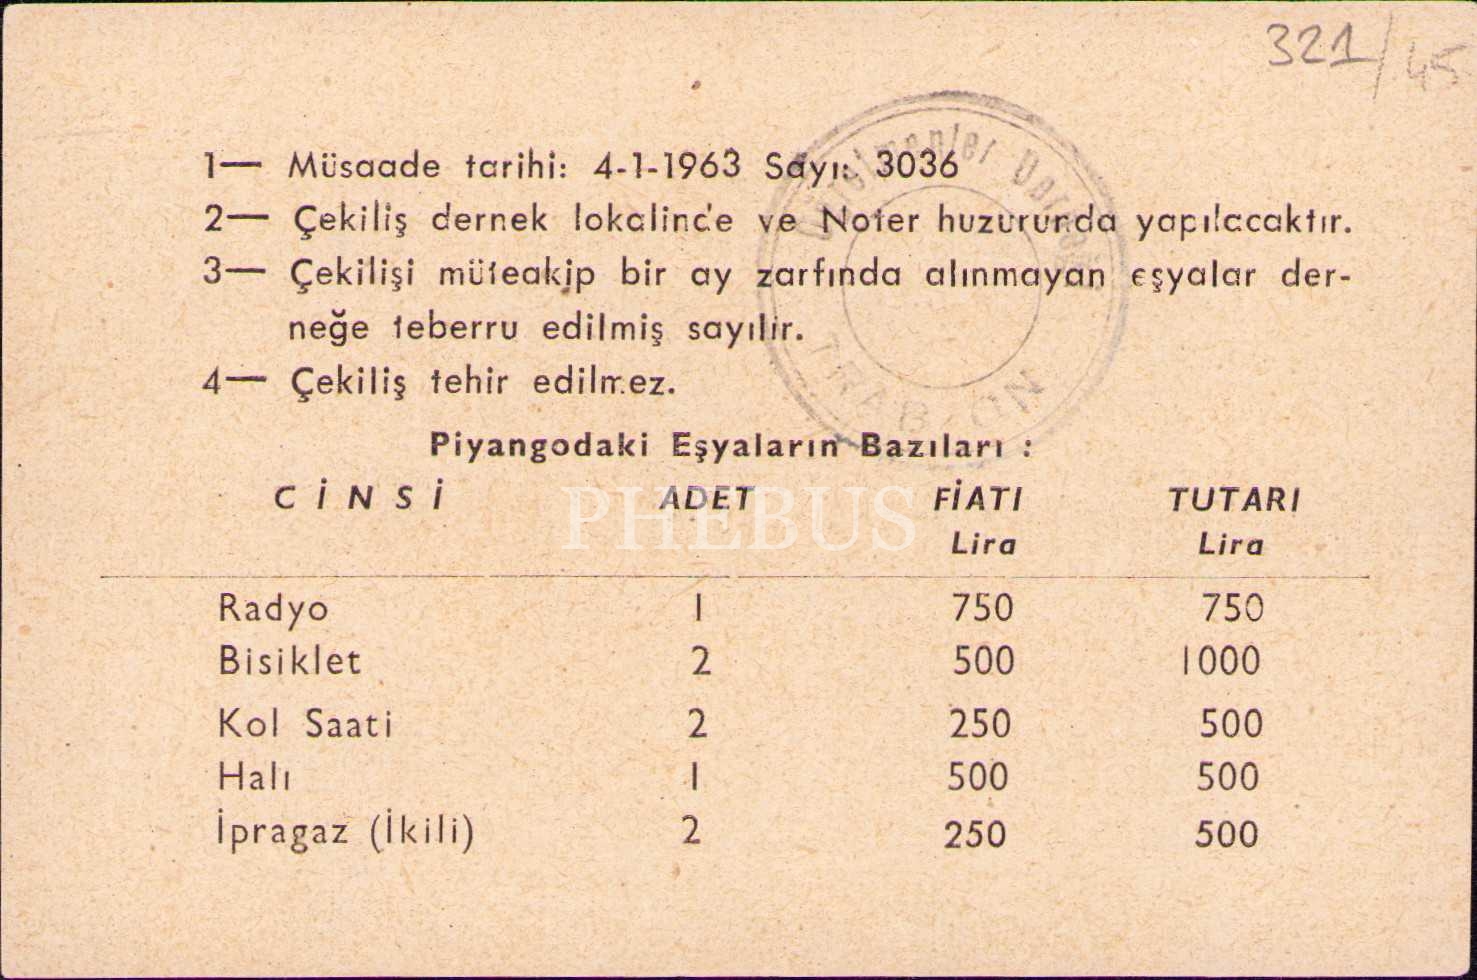 321/45
1— Müsaade tarihi: 4-1-1963 Sayı: 3036
2— Çekiliş dernek lokalinde ve Noter huzurunda yapılacaktır.
3— Çekilişi müteakip bir ay zarfında alınmayan eşyalar der-
neğe teberru edilmiş sayılır.
4— Çekiliş tehir edilmez.
TRABZON
Piyangodaki Eşyaların Bazıları :
CİNSİ ADET FİATI TUTARI
Lira Lira
PHEBUS
Radyo 1 750 750
Bisiklet 2 500 1000
Kol Saati 2 250 500
Halı 1 500 500
İpragaz (İkili) 2 250 500